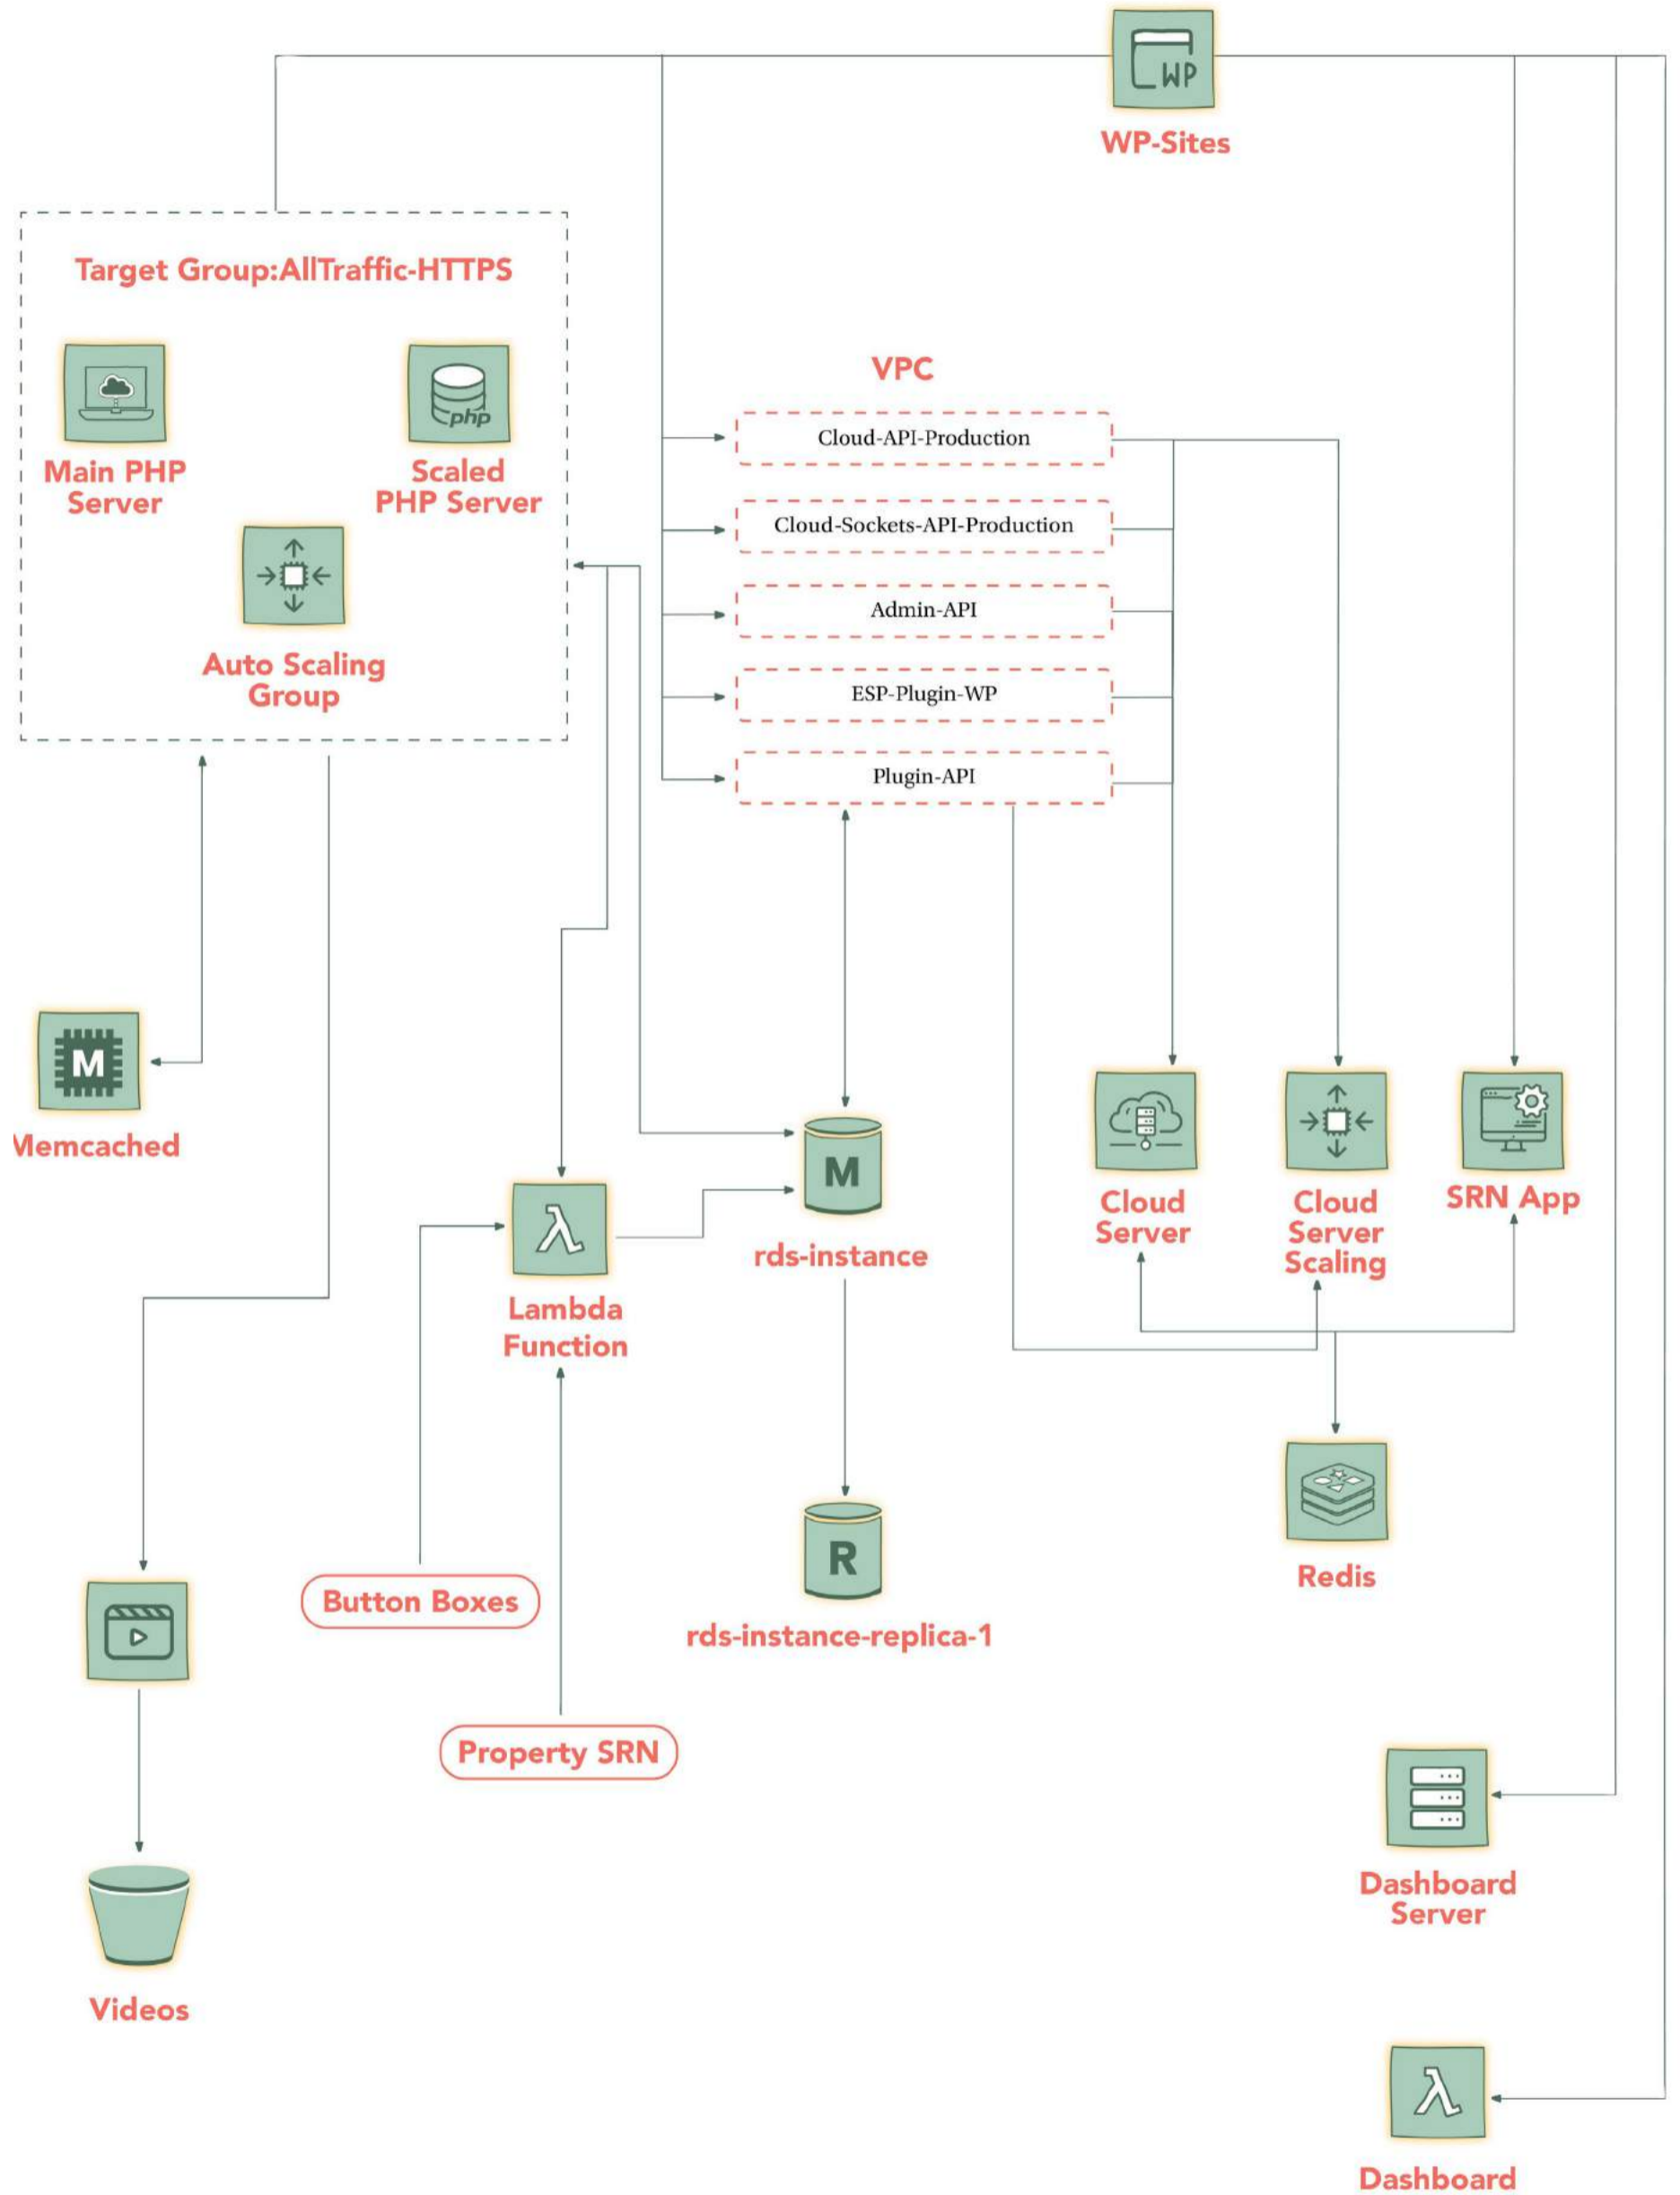 WP
WP-Sites
Target Group:AllTraffic-HTTPS
php
Main PHP
Server
Scaled
PHP Server
Auto Scaling
Group
VPC
Cloud-API-Production
Cloud-Sockets-API-Production
Admin-API
ESP-Plugin-WP
Plugin-API
M
Memcached
M
rds-instance
λ
Lambda
Function
Cloud
Server
Cloud
Server
Scaling
SRN App
Redis
R
rds-instance-replica-1
Button Boxes
Property SRN
Videos
Dashboard
Server
λ
Dashboard